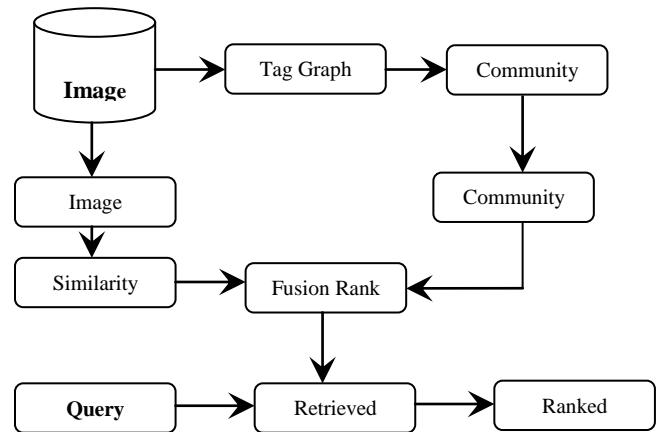 Image
Tag Graph
Community
Image
Community
Similarity
Fusion Rank
Query
Retrieved
Ranked